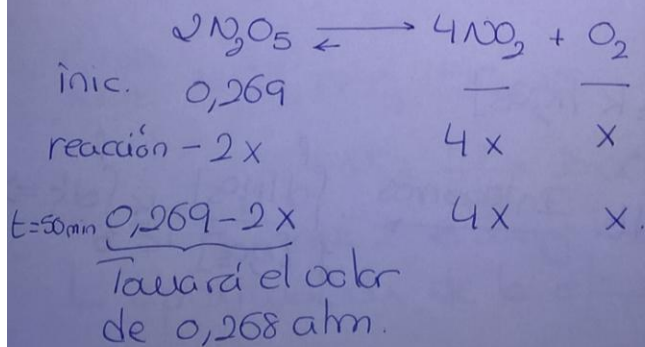 2N₂O₅ ⇄ 4NO₂ + O₂
inic. 0,269 — —
reacción - 2x 4x x
t=50min 0,269-2x 4x x.
Tomará el valor
de 0,268 atm.